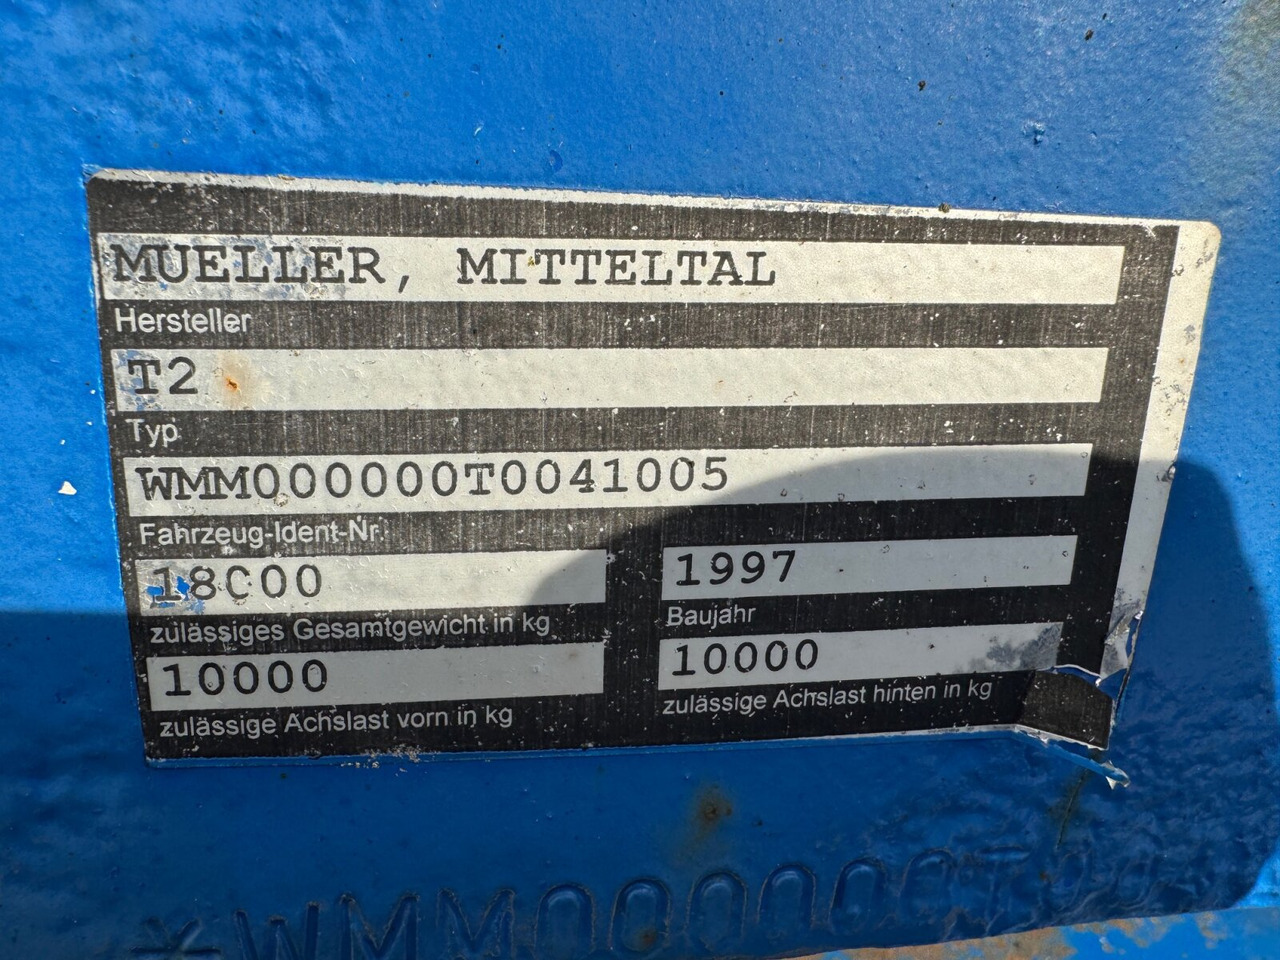 MUELLER, MITTELTAL
Hersteller
T2
Typ
WMM000000T0041005
Fahrzeug-Ident-Nr.
18000
1997
zulässiges Gesamtgewicht in kg
Baujahr
10000
10000
zulässige Achslast vorn in kg
zulässige Achslast hinten in kg
*WMM000000T0